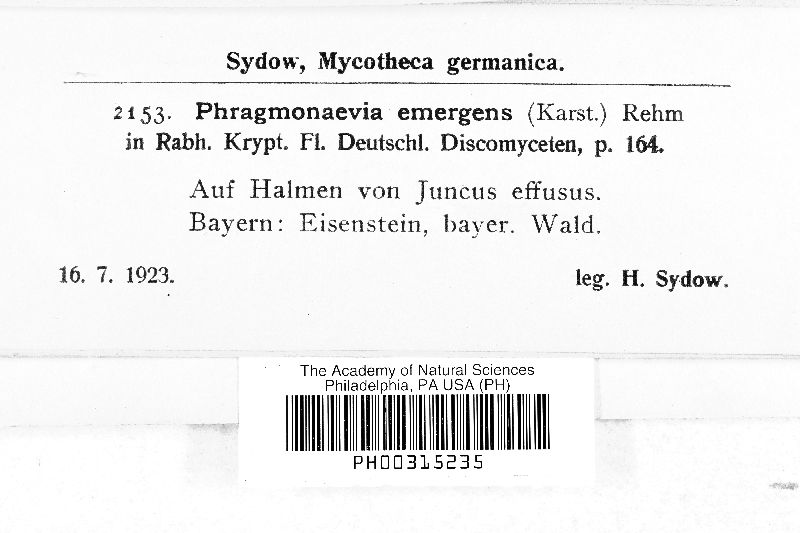 Sydow, Mycotheca germanica.
2153. Phragmonaevia emergens (Karst.) Rehm
in Rabh. Krypt. Fl. Deutschl. Discomyceten, p. 164.
Auf Halmen von Juncus effusus.
Bayern: Eisenstein, bayer. Wald.
16. 7. 1923. leg. H. Sydow.
The Academy of Natural Sciences
Philadelphia, PA USA (PH)
PH00315235